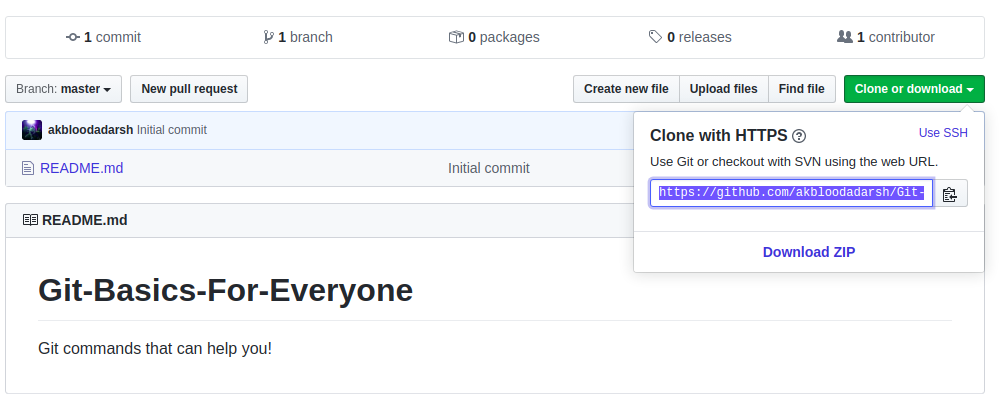 1 commit 1 branch 0 packages 0 releases 1 contributor
Branch: master New pull request Create new file Upload files Find file Clone or download
akbloodadarsh Initial commit
README.md Initial commit
Clone with HTTPS ? Use SSH
Use Git or checkout with SVN using the web URL.
https://github.com/akbloodadarsh/Git-
Download ZIP
README.md
Git-Basics-For-Everyone
Git commands that can help you!